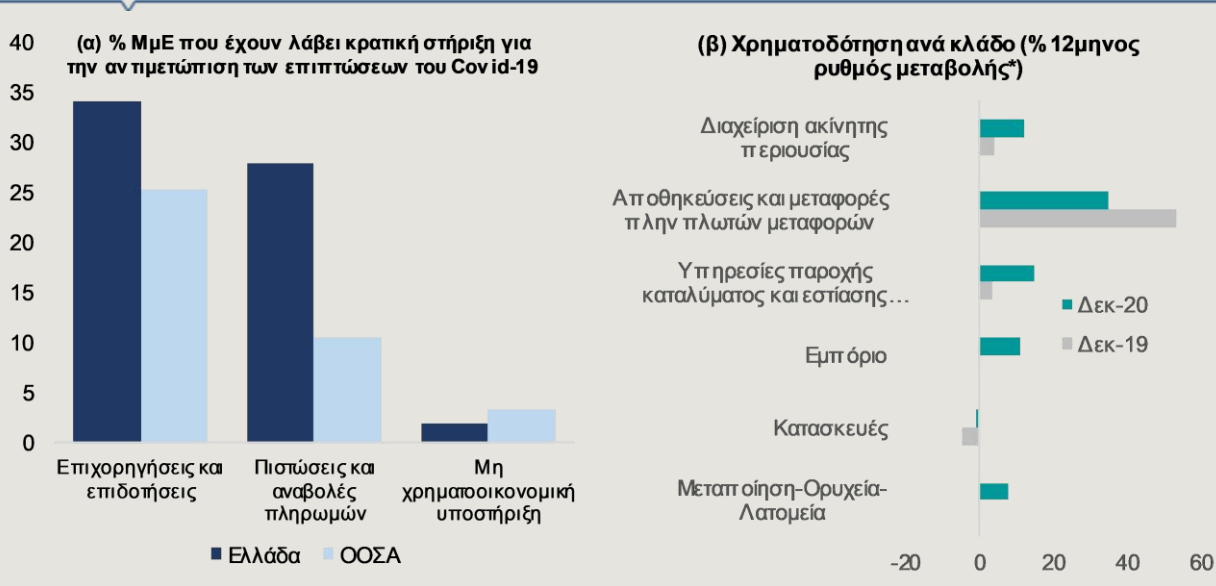 (α) % ΜμΕ που έχουν λάβει κρατική στήριξη για
την αντιμετώπιση των επιπτώσεων του Covid-19
40
35
30
25
20
15
10
5
0
Επιχορηγήσεις και
επιδοτήσεις
Πιστώσεις και
αναβολές
πληρωμών
Μη
χρηματοοικονομική
υποστήριξη
Ελλάδα
ΟΟΣΑ
(β) Χρηματοδότηση ανά κλάδο (% 12μηνος
ρυθμός μεταβολής*)
Διαχείριση ακίνητης
περιουσίας
Αποθηκεύσεις και μεταφορές
πλην πλωτών μεταφορών
Υπηρεσίες παροχής
καταλύματος και εστίασης...
Εμπόριο
Κατασκευές
Μεταποίηση-Ορυχεία-
Λατομεία
Δεκ-20
Δεκ-19
-20 0 20 40 60